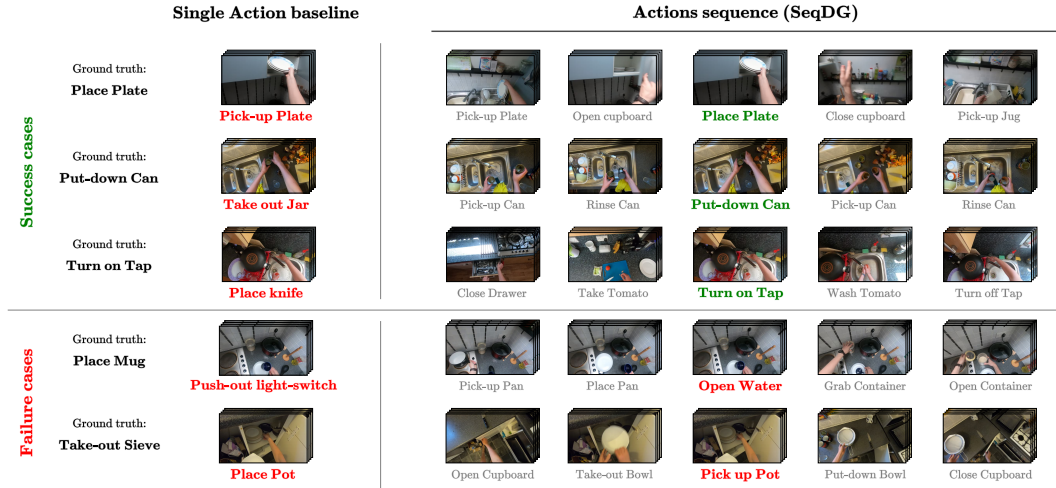 Single Action baseline
Actions sequence (SeqDG)
Success cases
Ground truth:
Place Plate
Pick-up Plate
Pick-up Plate
Open cupboard
Place Plate
Close cupboard
Pick-up Jug
Ground truth:
Put-down Can
Take out Jar
Pick-up Can
Rinse Can
Put-down Can
Pick-up Can
Rinse Can
Ground truth:
Turn on Tap
Place knife
Close Drawer
Take Tomato
Turn on Tap
Wash Tomato
Turn off Tap
Failure cases
Ground truth:
Place Mug
Push-out light-switch
Pick-up Pan
Place Pan
Open Water
Grab Container
Open Container
Ground truth:
Take-out Sieve
Place Pot
Open Cupboard
Take-out Bowl
Pick up Pot
Put-down Bowl
Close Cupboard